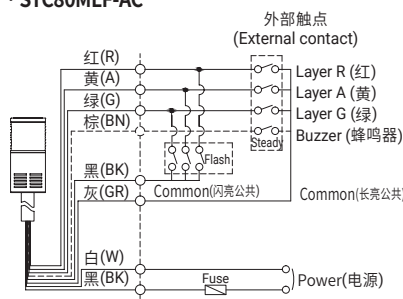 · STC80MLF-AC
外部触点
(External contact)
红(R)
黄(A)
绿(G)
棕(BN)
Layer R (红)
Layer A (黄)
Layer G (绿)
Buzzer (蜂鸣器)
Steady
Flash
黑(BK)
灰(GR)
Common(闪亮公共)
Common(长亮公共)
白(W)
黑(BK)
Fuse
Power(电源)